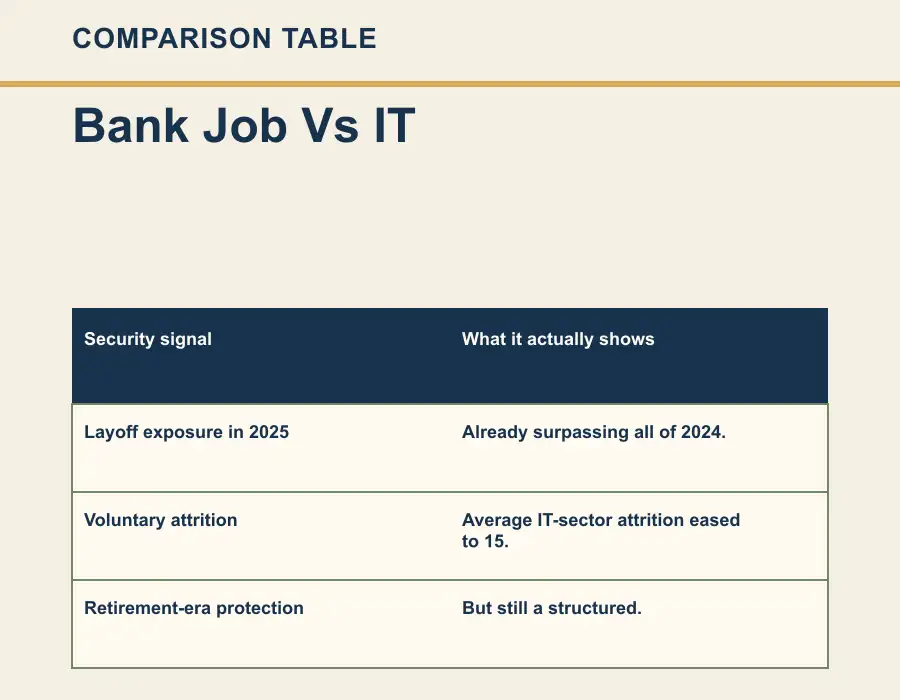 COMPARISON TABLE
Bank Job Vs IT
Security signal
What it actually shows
Layoff exposure in 2025
Already surpassing all of 2024.
Voluntary attrition
Average IT-sector attrition eased
to 15.
Retirement-era protection
But still a structured.